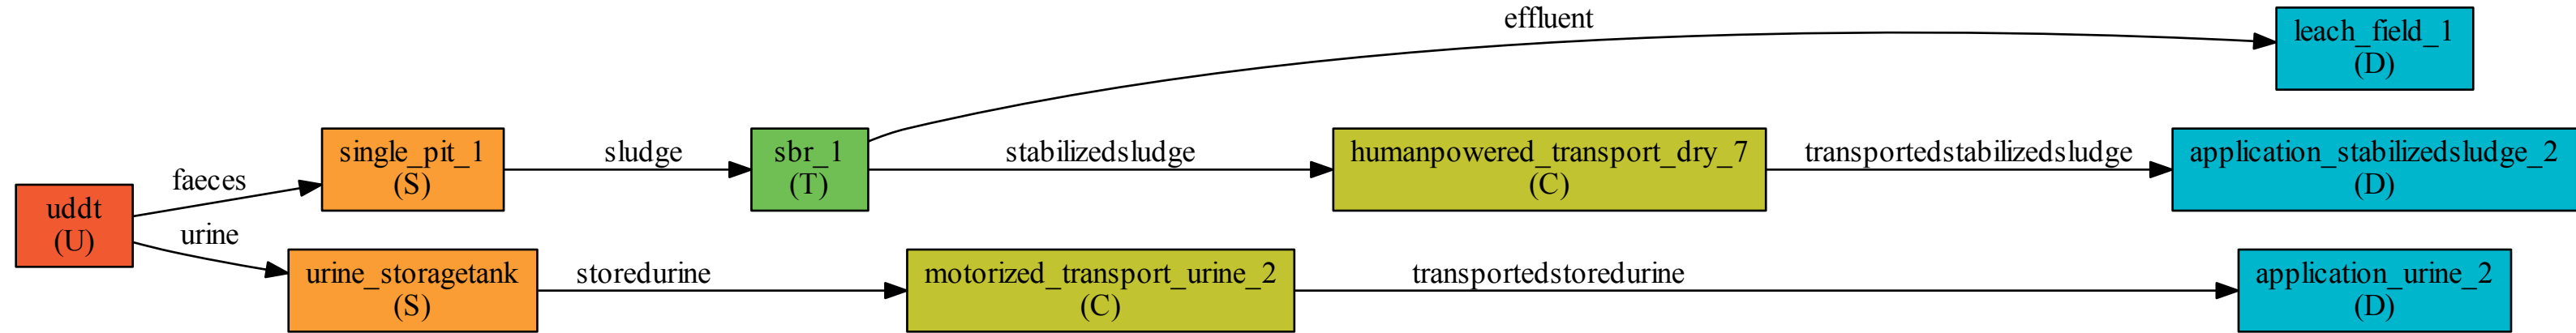 effluent
leach_field_1
(D)
single_pit_1
(S)
sludge
sbr_1
(T)
stabilizedsludge
humanpowered_transport_dry_7
(C)
transportedstabilizedsludge
application_stabilizedsludge_2
(D)
faeces
uddt
(U)
urine
urine_storagetank
(S)
storedurine
motorized_transport_urine_2
(C)
transportedstoredurine
application_urine_2
(D)